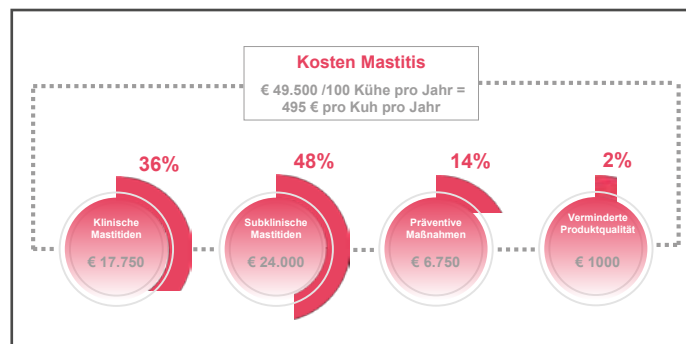 Kosten Mastitis
€ 49.500 /100 Kühe pro Jahr =
495 € pro Kuh pro Jahr
36%
48%
14%
2%
Klinische
Mastitiden
€ 17.750
Subklinische
Mastitiden
€ 24.000
Präventive
Maßnahmen
€ 6.750
Verminderte
Produktqualität
€ 1000